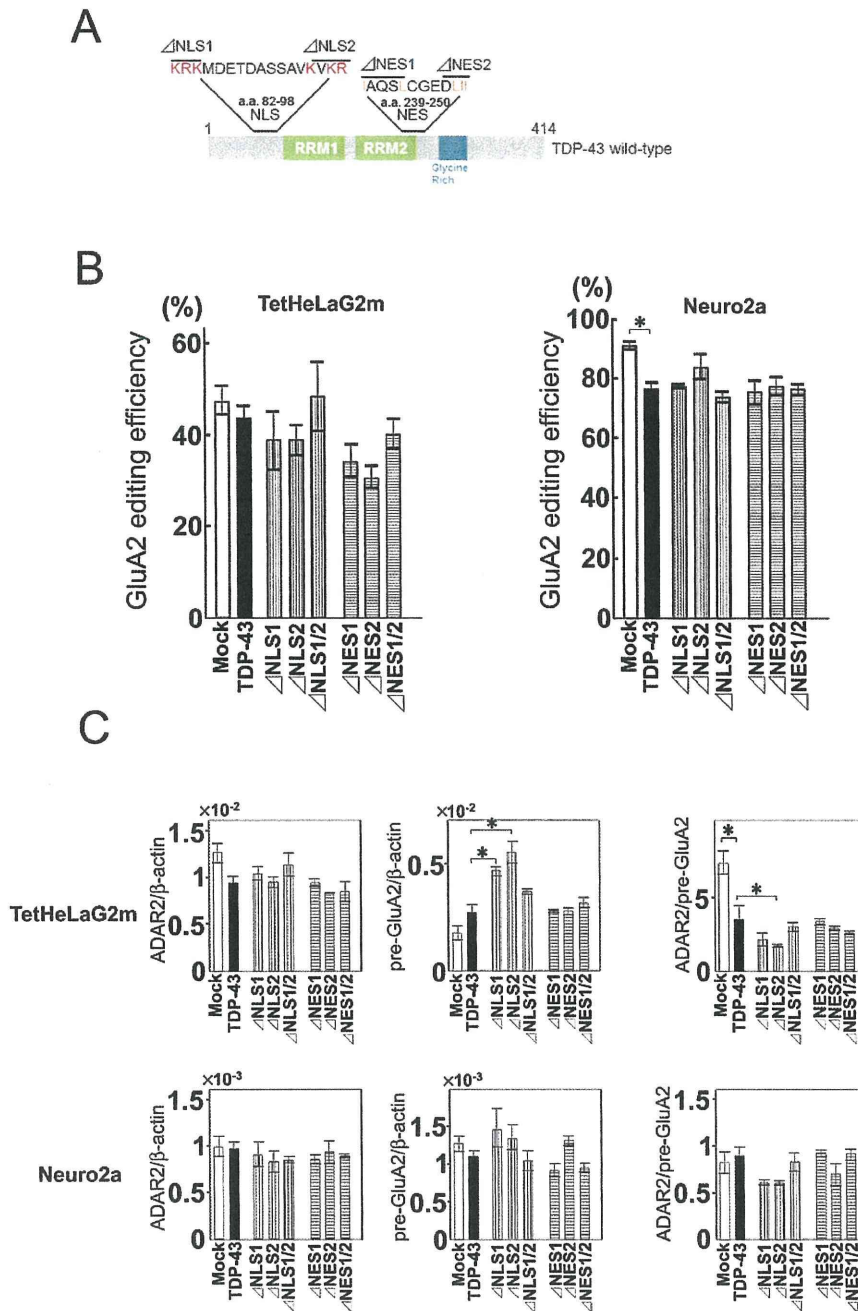 A
⊿NLS1 ⊿NLS2
KRKMDETDASSAVKVKR
⊿NES1 ⊿NES2
IAQSLCGEDLII
a.a. 82-98
NLS
a.a. 239-250
NES
1 414
RRM1 RRM2
Glycine
Rich
TDP-43 wild-type
B
(%) TetHeLaG2m
GluA2 editing efficiency
60
40
20
0
Mock
TDP-43
⊿NLS1
⊿NLS2
⊿NLS1/2
⊿NES1
⊿NES2
⊿NES1/2
(%) Neuro2a
GluA2 editing efficiency
100
80
60
40
20
0
*
Mock
TDP-43
⊿NLS1
⊿NLS2
⊿NLS1/2
⊿NES1
⊿NES2
⊿NES1/2
C
TetHeLaG2m
×10-2
ADAR2/β-actin
1.5
1
0.5
0
Mock
TDP-43
⊿NLS1
⊿NLS2
⊿NLS1/2
⊿NES1
⊿NES2
⊿NES1/2
×10-2
pre-GluA2/β-actin
0.5
0
*
*
Mock
TDP-43
⊿NLS1
⊿NLS2
⊿NLS1/2
⊿NES1
⊿NES2
⊿NES1/2
ADAR2/pre-GluA2
5
0
*
*
Mock
TDP-43
⊿NLS1
⊿NLS2
⊿NLS1/2
⊿NES1
⊿NES2
⊿NES1/2
Neuro2a
×10-3
ADAR2/β-actin
1.5
1
0.5
0
Mock
TDP-43
⊿NLS1
⊿NLS2
⊿NLS1/2
⊿NES1
⊿NES2
⊿NES1/2
×10-3
pre-GluA2/β-actin
1.5
1
0.5
0
Mock
TDP-43
⊿NLS1
⊿NLS2
⊿NLS1/2
⊿NES1
⊿NES2
⊿NES1/2
ADAR2/pre-GluA2
1.5
1
0.5
0
Mock
TDP-43
⊿NLS1
⊿NLS2
⊿NLS1/2
⊿NES1
⊿NES2
⊿NES1/2